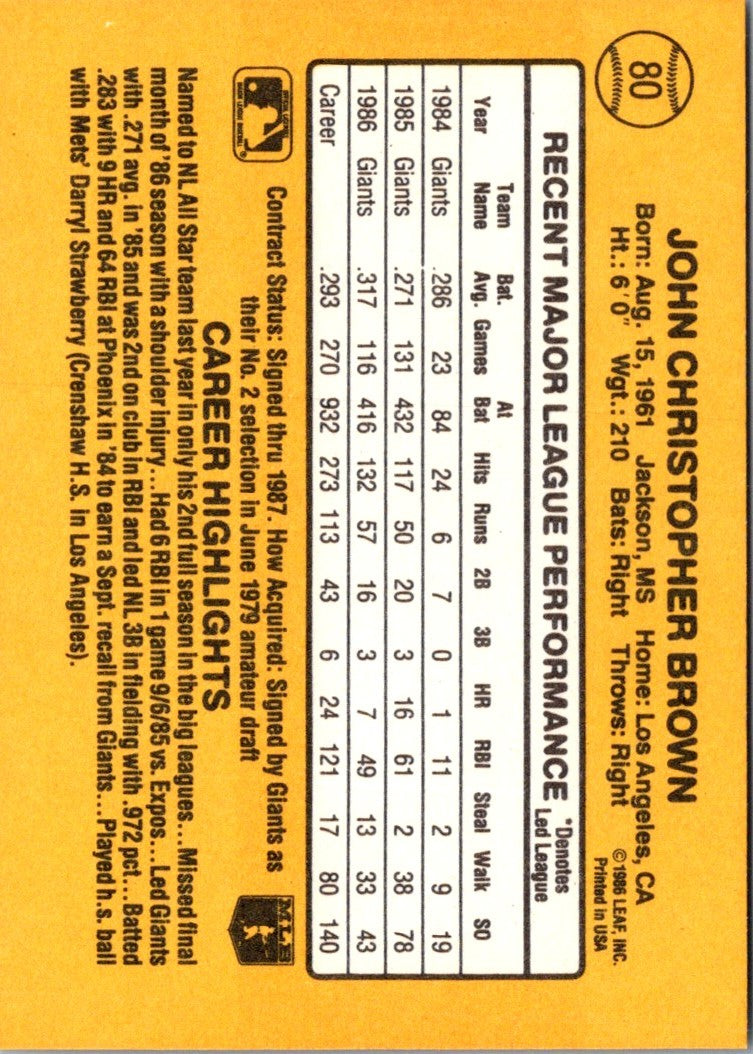 80
JOHN CHRISTOPHER BROWN
Born: Aug. 15, 1961 Jackson, MS Home: Los Angeles, CA
Ht.: 6'0" Wgt.: 210 Bats: Right Throws: Right
©1986 LEAF, INC.
Printed in USA
RECENT MAJOR LEAGUE PERFORMANCE *Denotes Led League
Year Team Name Bat. Avg. Games At Bat Hits Runs 2B 3B HR RBI Steal Walk SO
1984 Giants .286 23 84 24 6 7 0 1 11 2 9 19
1985 Giants .271 131 432 117 50 20 3 16 61 2 38 78
1986 Giants .317 116 416 132 57 16 3 7 49 13 33 43
Career .293 270 932 273 113 43 6 24 121 17 80 140
Contract Status: Signed thru 1987. How Acquired: Signed by Giants as
their No. 2 selection in June 1979 amateur draft
MLB
CAREER HIGHLIGHTS
Named to NL All Star team last year in only his 2nd full season in the big leagues...Missed final
month of '86 season with a shoulder injury...Had 6 RBI in 1 game 9/6/85 vs. Expos...Led Giants
with .271 avg. in '85 and was 2nd on club in RBI and led NL 3B in fielding with .972 pct...Batted
.283 with 9 HR and 64 RBI at Phoenix in '84 to earn a Sept. recall from Giants...Played h.s. ball
with Mets' Darryl Strawberry (Crenshaw H.S. in Los Angeles).